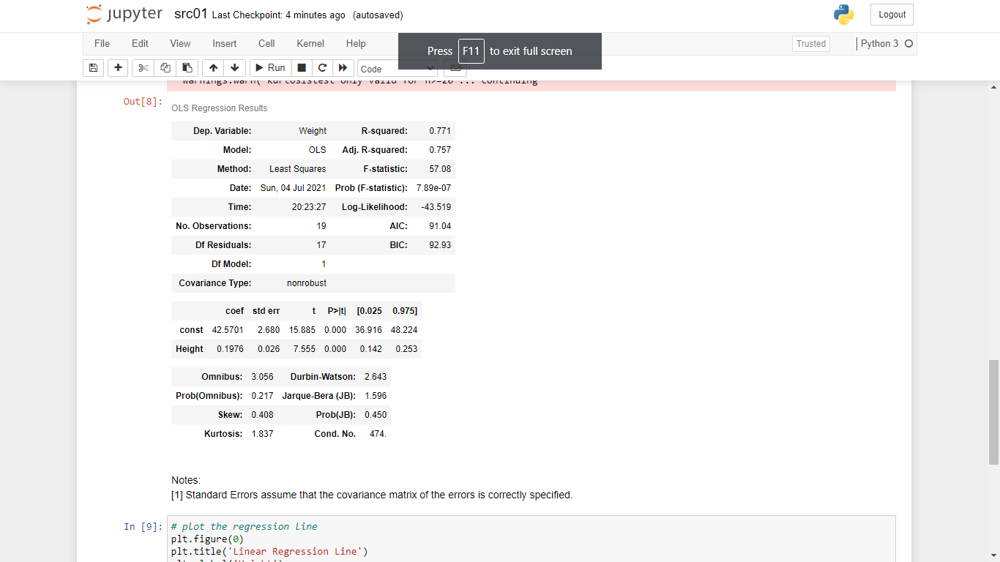 jupyter src01 Last Checkpoint: 4 minutes ago (autosaved) Logout
File Edit View Insert Cell Kernel Help Trusted Python 3
Press F11 to exit full screen
Run Code
warnings.warn("kurtosistest only valid for n>=20 ... continuing
Out[8]:
OLS Regression Results
Dep. Variable: Weight R-squared: 0.771
Model: OLS Adj. R-squared: 0.757
Method: Least Squares F-statistic: 57.08
Date: Sun, 04 Jul 2021 Prob (F-statistic): 7.89e-07
Time: 20:23:27 Log-Likelihood: -43.519
No. Observations: 19 AIC: 91.04
Df Residuals: 17 BIC: 92.93
Df Model: 1
Covariance Type: nonrobust
coef std err t P>|t| [0.025 0.975]
const 42.5701 2.680 15.885 0.000 36.916 48.224
Height 0.1976 0.026 7.555 0.000 0.142 0.253
Omnibus: 3.056 Durbin-Watson: 2.643
Prob(Omnibus): 0.217 Jarque-Bera (JB): 1.596
Skew: 0.408 Prob(JB): 0.450
Kurtosis: 1.837 Cond. No. 474.
Notes:
[1] Standard Errors assume that the covariance matrix of the errors is correctly specified.
In [9]: # plot the regression line
plt.figure(0)
plt.title('Linear Regression Line')